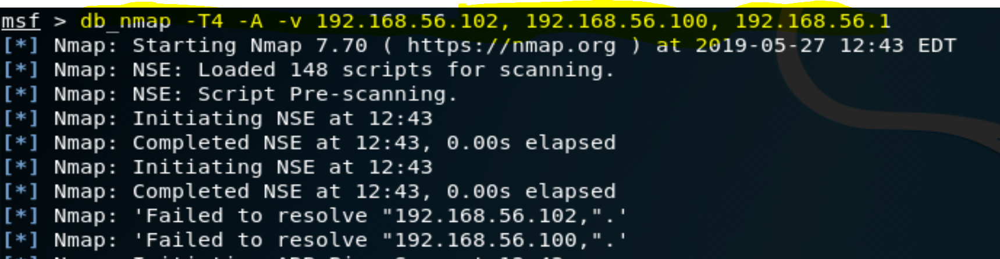 msf > db_nmap -T4 -A -v 192.168.56.102, 192.168.56.100, 192.168.56.1
[*] Nmap: Starting Nmap 7.70 ( https://nmap.org ) at 2019-05-27 12:43 EDT
[*] Nmap: NSE: Loaded 148 scripts for scanning.
[*] Nmap: NSE: Script Pre-scanning.
[*] Nmap: Initiating NSE at 12:43
[*] Nmap: Completed NSE at 12:43, 0.00s elapsed
[*] Nmap: Initiating NSE at 12:43
[*] Nmap: Completed NSE at 12:43, 0.00s elapsed
[*] Nmap: 'Failed to resolve "192.168.56.102,".'
[*] Nmap: 'Failed to resolve "192.168.56.100,".'